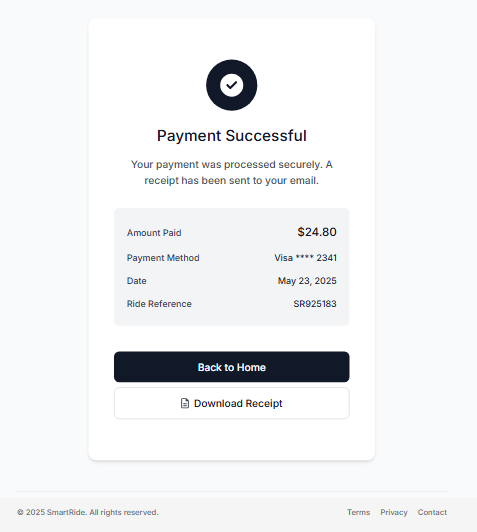 Payment Successful
Your payment was processed securely. A
receipt has been sent to your email.
Amount Paid $24.80
Payment Method Visa **** 2341
Date May 23, 2025
Ride Reference SR925183
Back to Home
Download Receipt
© 2025 SmartRide. All rights reserved. Terms Privacy Contact